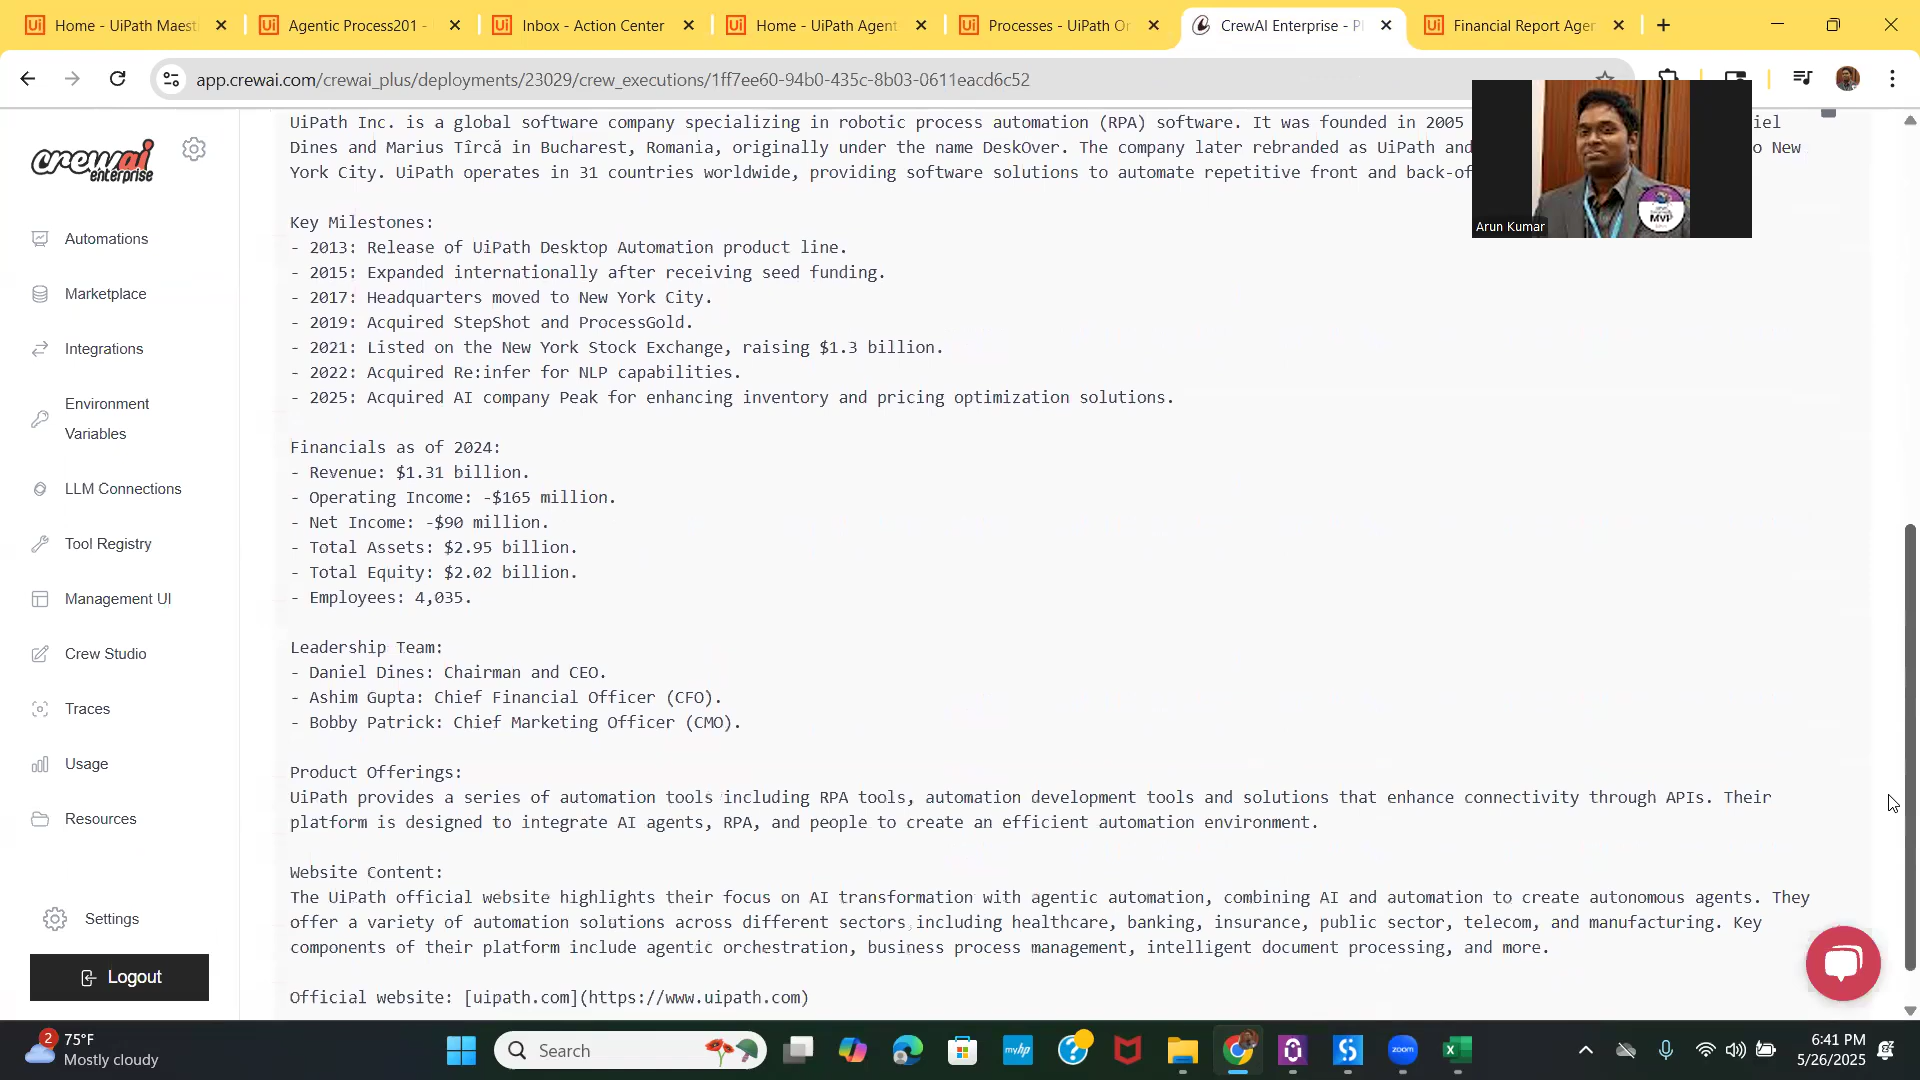 Home - UiPath Maest
Agentic Process201 -
Inbox - Action Center
Home - UiPath Agent
Processes - UiPath Or
CrewAI Enterprise - Pl
Financial Report Agen
app.crewai.com/crewai_plus/deployments/23029/crew_executions/1ff7ee60-94b0-435c-8b03-0611eacd6c52
crewai
enterprise
Automations
Marketplace
Integrations
Environment
Variables
LLM Connections
Tool Registry
Management UI
Crew Studio
Traces
Usage
Resources
Settings
Logout
UiPath Inc. is a global software company specializing in robotic process automation (RPA) software. It was founded in 2005 iel
Dines and Marius Tîrcă in Bucharest, Romania, originally under the name DeskOver. The company later rebranded as UiPath and o New
York City. UiPath operates in 31 countries worldwide, providing software solutions to automate repetitive front and back-of
Key Milestones:
- 2013: Release of UiPath Desktop Automation product line.
- 2015: Expanded internationally after receiving seed funding.
- 2017: Headquarters moved to New York City.
- 2019: Acquired StepShot and ProcessGold.
- 2021: Listed on the New York Stock Exchange, raising $1.3 billion.
- 2022: Acquired Re:infer for NLP capabilities.
- 2025: Acquired AI company Peak for enhancing inventory and pricing optimization solutions.
Financials as of 2024:
- Revenue: $1.31 billion.
- Operating Income: -$165 million.
- Net Income: -$90 million.
- Total Assets: $2.95 billion.
- Total Equity: $2.02 billion.
- Employees: 4,035.
Leadership Team:
- Daniel Dines: Chairman and CEO.
- Ashim Gupta: Chief Financial Officer (CFO).
- Bobby Patrick: Chief Marketing Officer (CMO).
Product Offerings:
UiPath provides a series of automation tools including RPA tools, automation development tools and solutions that enhance connectivity through APIs. Their
platform is designed to integrate AI agents, RPA, and people to create an efficient automation environment.
Website Content:
The UiPath official website highlights their focus on AI transformation with agentic automation, combining AI and automation to create autonomous agents. They
offer a variety of automation solutions across different sectors including healthcare, banking, insurance, public sector, telecom, and manufacturing. Key
components of their platform include agentic orchestration, business process management, intelligent document processing, and more.
Official website: [uipath.com](https://www.uipath.com)
Arun Kumar
MVP
2
75°F
Mostly cloudy
Search
myhp
zoom
6:41 PM
5/26/2025